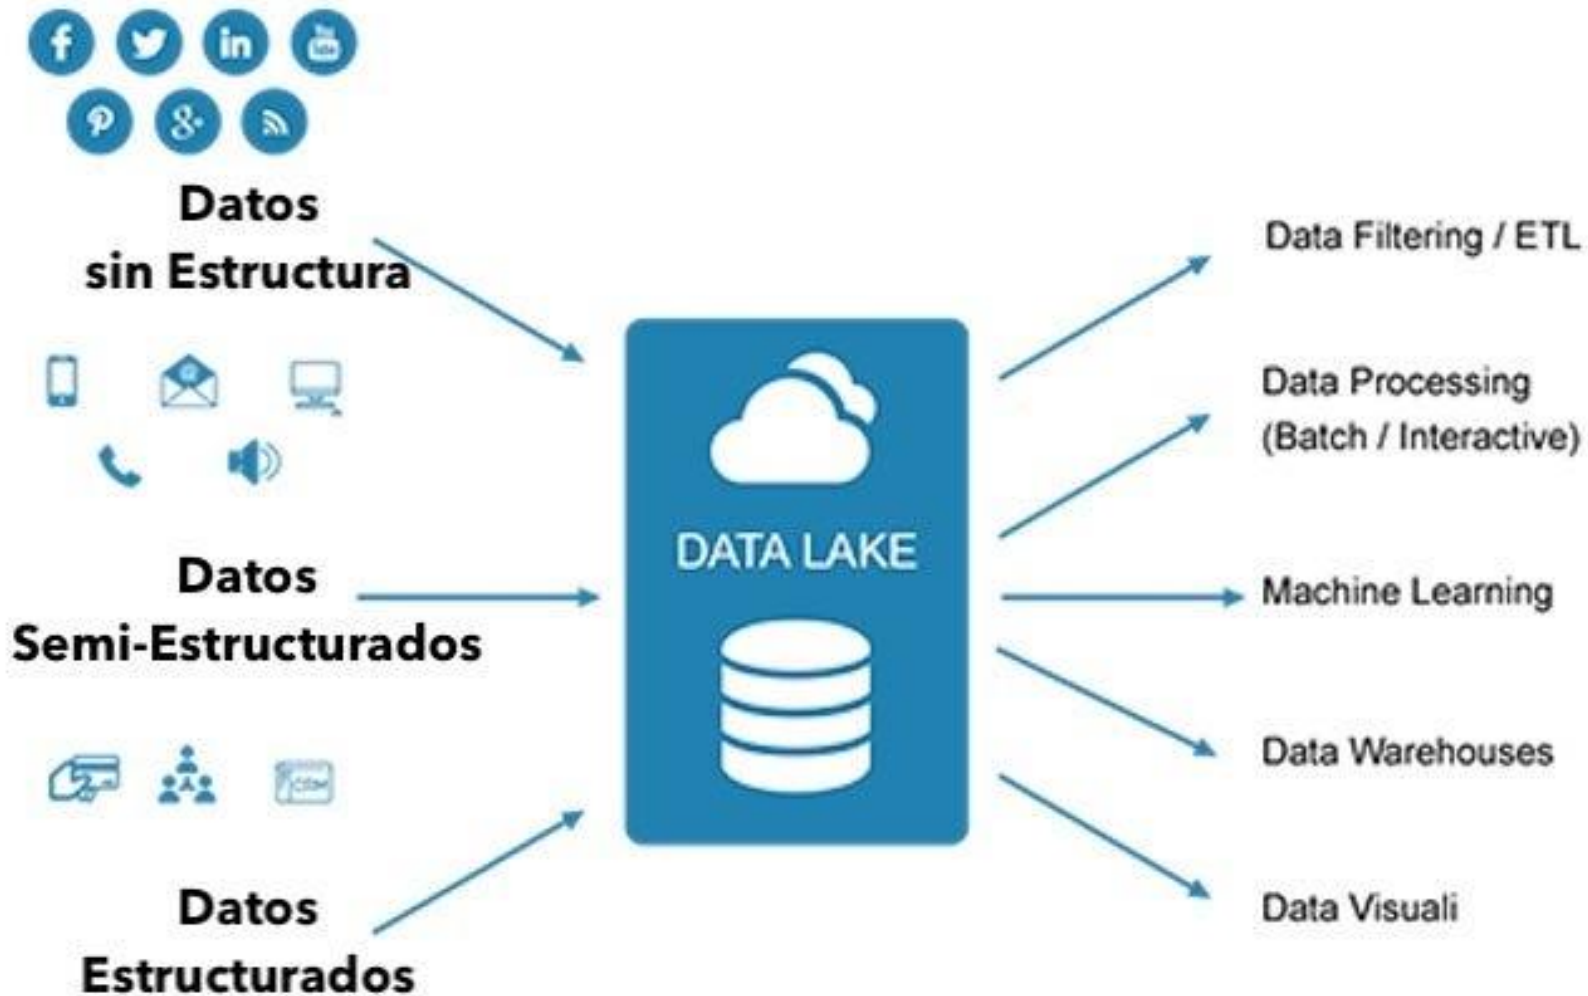 Datos
sin Estructura
Datos
Semi-Estructurados
Datos
Estructurados
DATA LAKE
Data Filtering / ETL
Data Processing
(Batch / Interactive)
Machine Learning
Data Warehouses
Data Visuali